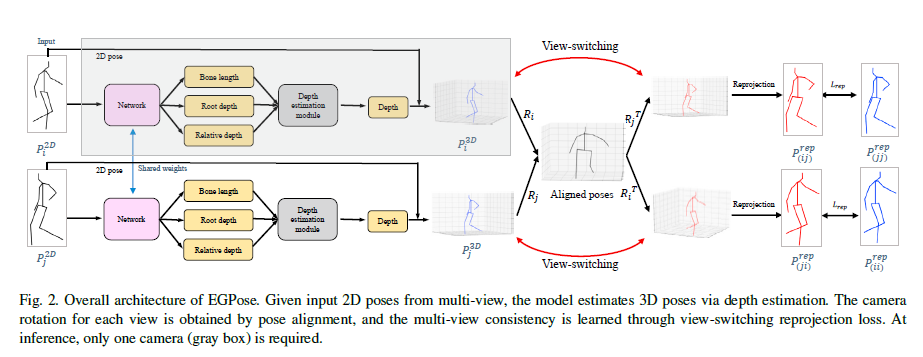 Input
2D pose
Bone length
Root depth
Relative depth
Network
Depth
estimation
module
Depth
P_i^{2D}
P_i^{3D}
View-switching
R_i
R_j^T
Reprojection
L_{rep}
P_{(ij)}^{rep}
P_{(jj)}^{rep}
Shared weights
2D pose
Bone length
Root depth
Relative depth
Network
Depth
estimation
module
Depth
P_j^{2D}
P_j^{3D}
R_j Aligned poses R_i^T
View-switching
Reprojection
L_{rep}
P_{(ji)}^{rep}
P_{(ii)}^{rep}
Fig. 2. Overall architecture of EGPose. Given input 2D poses from multi-view, the model estimates 3D poses via depth estimation. The camera
rotation for each view is obtained by pose alignment, and the multi-view consistency is learned through view-switching reprojection loss. At
inference, only one camera (gray box) is required.